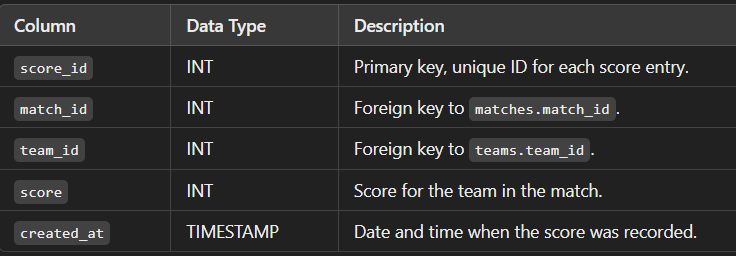 Column Data Type Description
score_id INT Primary key, unique ID for each score entry.
match_id INT Foreign key to matches.match_id.
team_id INT Foreign key to teams.team_id.
score INT Score for the team in the match.
created_at TIMESTAMP Date and time when the score was recorded.